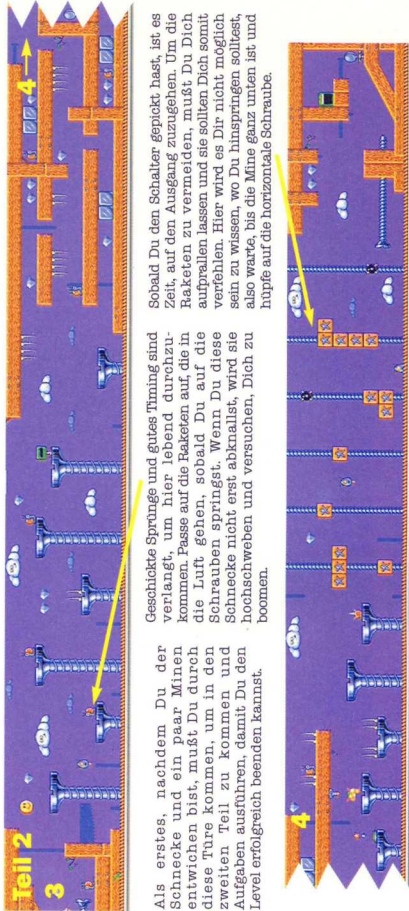 Teil 2
3
4
Als erstes, nachdem Du der
Schnecke und ein paar Minen
entwichen bist, mußt Du durch
diese Türe kommen, um in den
zweiten Teil zu kommen und
Aufgaben ausführen, damit Du den
Level erfolgreich beenden kannst.
Geschickte Sprünge und gutes Timing sind
verlangt, um hier lebend durchzu-
kommen. Passe auf die Raketen auf, die in
die Luft gehen, sobald Du auf die
Schrauben springst. Wenn Du diese
Schnecke nicht erst abknallst, wird sie
hochschweben und versuchen, Dich zu
boomen.
Sobald Du den Schalter gepickt hast, ist es
Zeit, auf den Ausgang zuzugehen. Um die
Raketen zu vermeiden, mußt Du Dich
aufprallen lassen und sie sollten Dich somit
verfehlen. Hier wird es Dir nicht möglich
sein zu wissen, wo Du hinspringen solltest,
also warte, bis die Mine ganz unten ist und
hüpfe auf die horizontale Schraube.
4